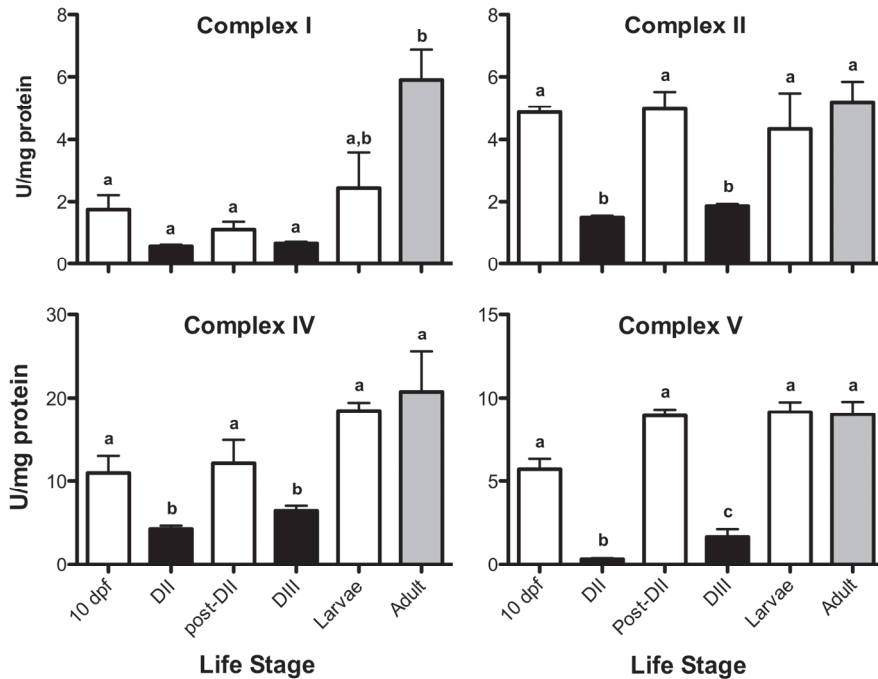 Complex I
U/mg protein
8
6
4
2
0
a
a
a
a
a,b
b
Complex II
8
6
4
2
0
a
b
a
b
a
a
Complex IV
U/mg protein
30
20
10
0
a
b
a
b
a
a
10 dpf
DII
post-DII
DIII
Larvae
Adult
Life Stage
Complex V
15
10
5
0
a
b
a
c
a
a
10 dpf
DII
Post-DII
DIII
Larvae
Adult
Life Stage